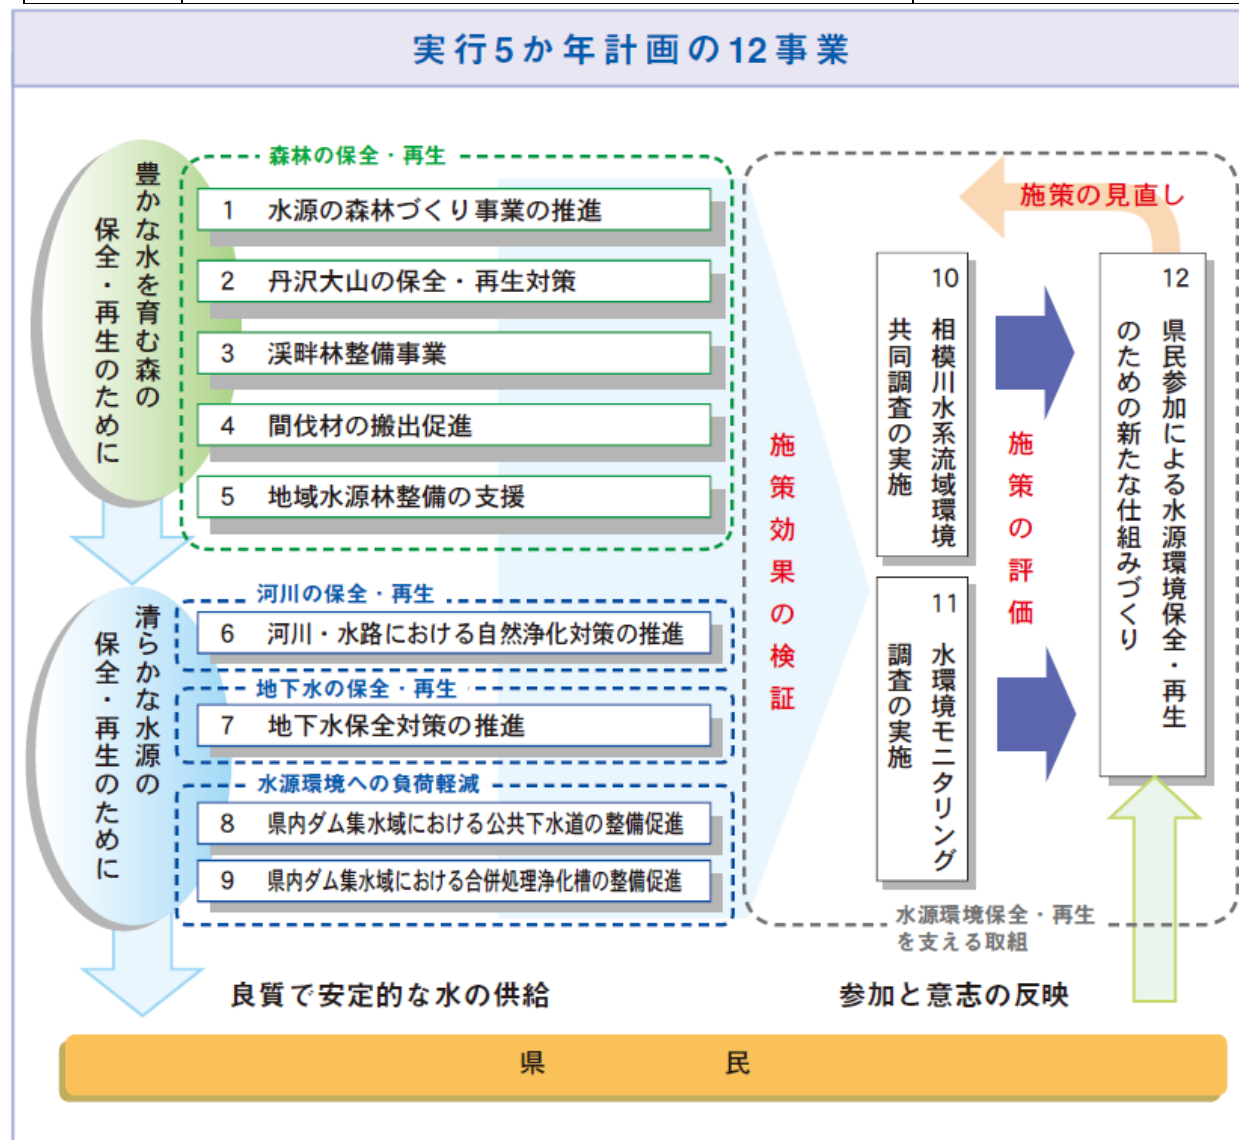 実行5か年計画の12事業
豊かな水を育む森の
保全・再生のために
森林の保全・再生
1 水源の森林づくり事業の推進
2 丹沢大山の保全・再生対策
3 渓畔林整備事業
4 間伐材の搬出促進
5 地域水源林整備の支援
清らかな水源の
保全・再生のために
河川の保全・再生
6 河川・水路における自然浄化対策の推進
地下水の保全・再生
7 地下水保全対策の推進
水源環境への負荷軽減
8 県内ダム集水域における公共下水道の整備促進
9 県内ダム集水域における合併処理浄化槽の整備促進
施策効果の検証
10 相模川水系流域環境
共同調査の実施
11 水環境モニタリング
調査の実施
施策の評価
施策の見直し
12 県民参加による水源環境保全・再生
のための新たな仕組みづくり
水源環境保全・再生
を支える取組
良質で安定的な水の供給
参加と意志の反映
県民